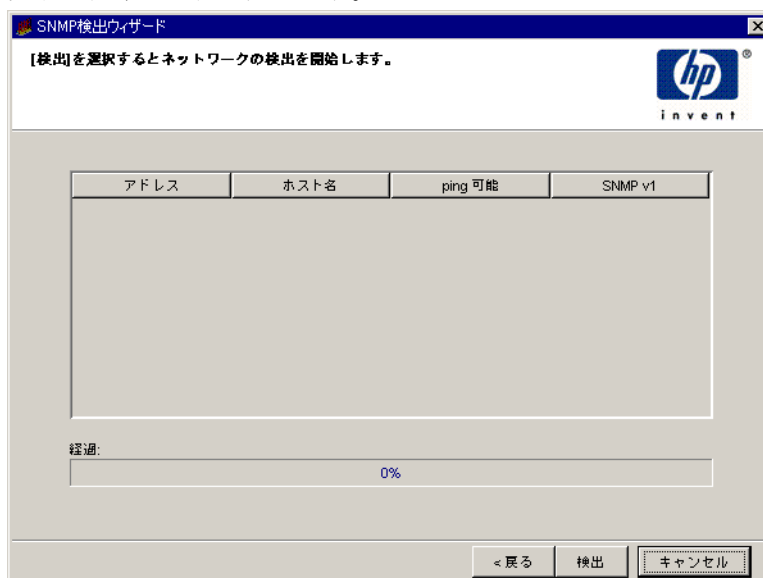 SNMP検出ウィザード
[検出]を選択するとネットワークの検出を開始します。
hp
®
invent
アドレス ホスト名 ping 可能 SNMP v1
経過:
0%
<戻る 検出 キャンセル